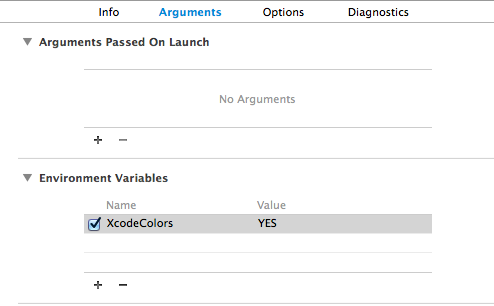 Info Arguments Options Diagnostics
Arguments Passed On Launch
No Arguments
Environment Variables
Name Value
XcodeColors YES